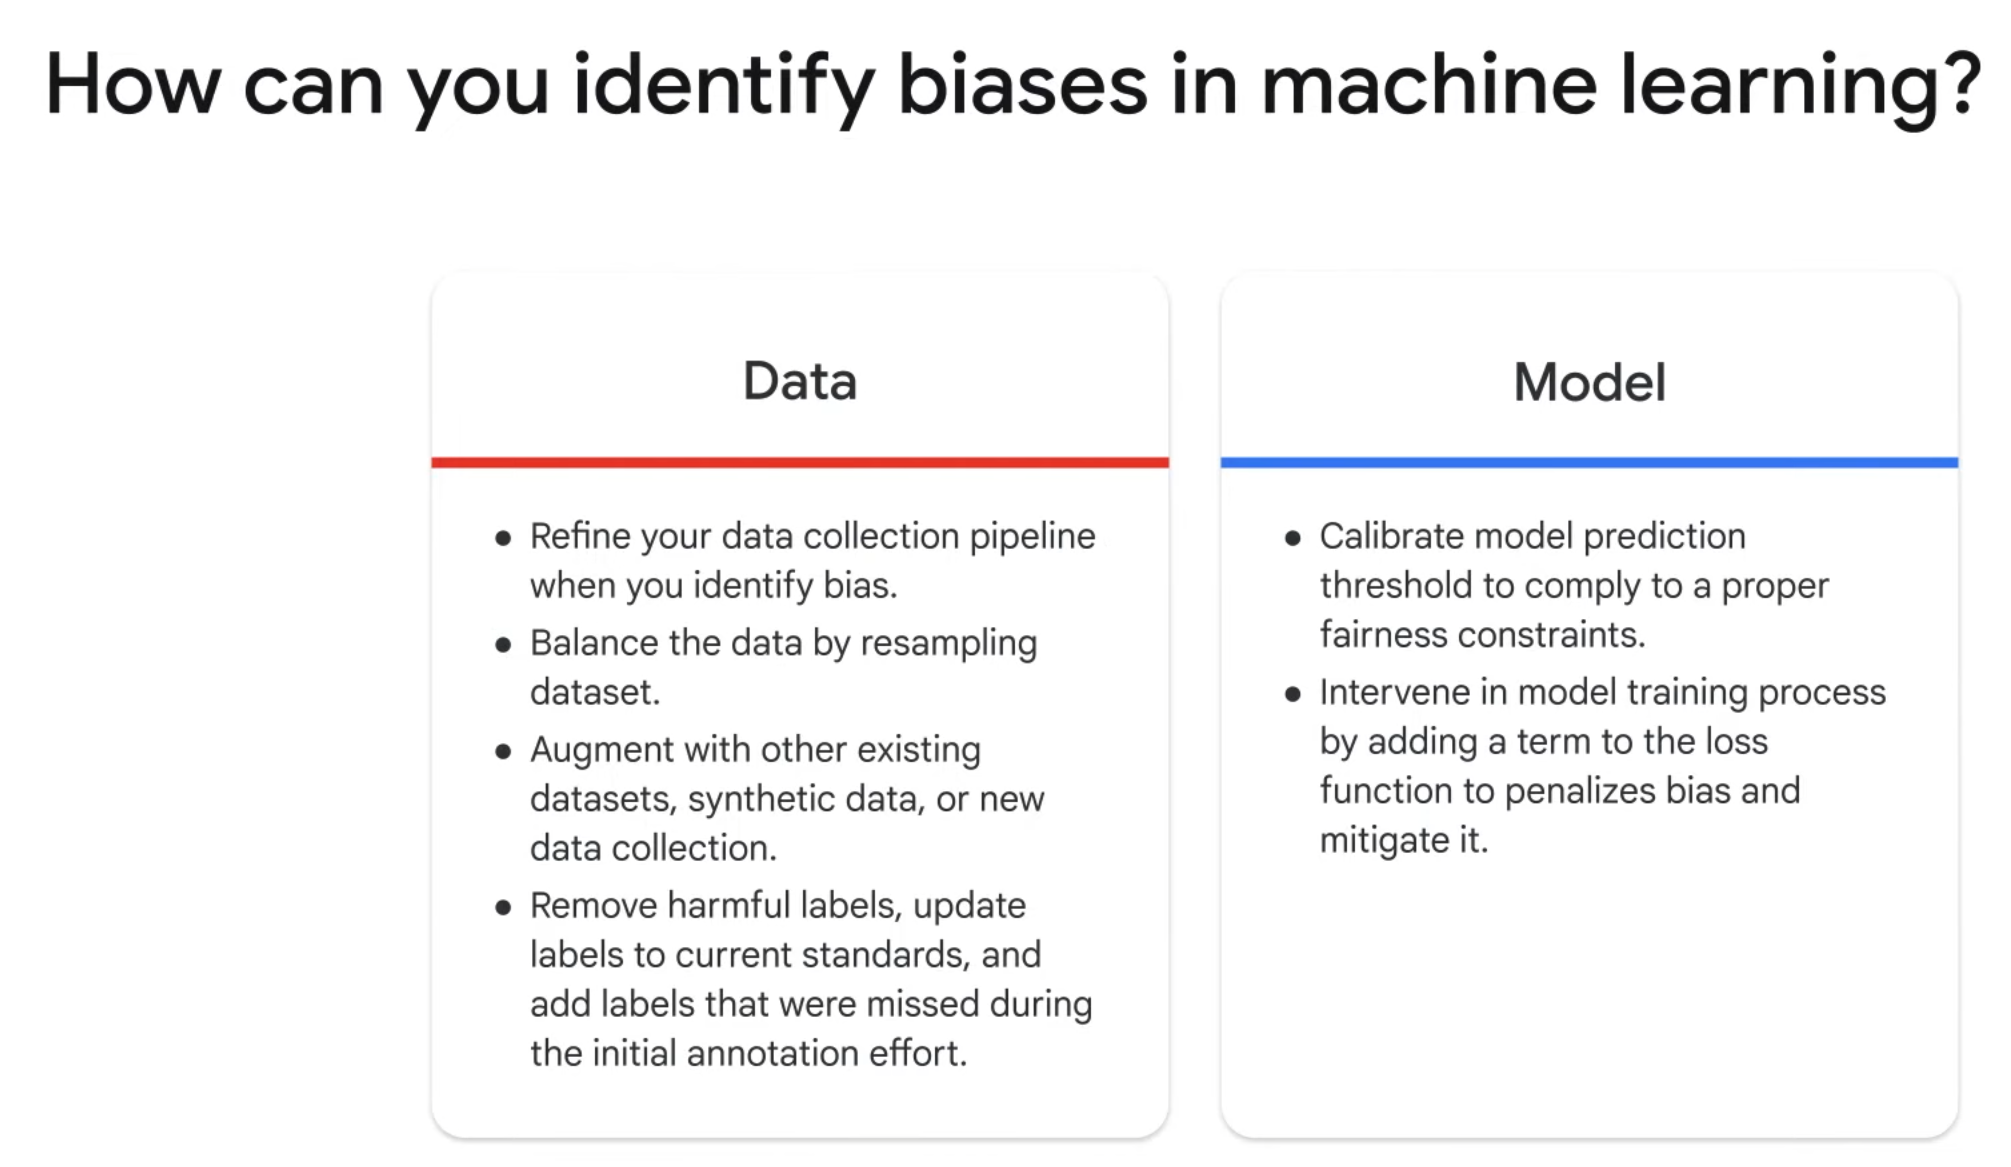 How can you identify biases in machine learning?
Data
● Refine your data collection pipeline
when you identify bias.
● Balance the data by resampling
dataset.
● Augment with other existing
datasets, synthetic data, or new
data collection.
● Remove harmful labels, update
labels to current standards, and
add labels that were missed during
the initial annotation effort.
Model
● Calibrate model prediction
threshold to comply to a proper
fairness constraints.
● Intervene in model training process
by adding a term to the loss
function to penalizes bias and
mitigate it.